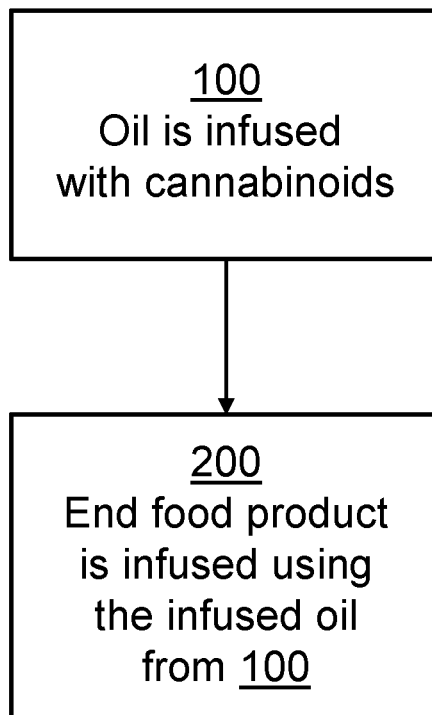 100
Oil is infused
with cannabinoids
200
End food product
is infused using
the infused oil
from 100